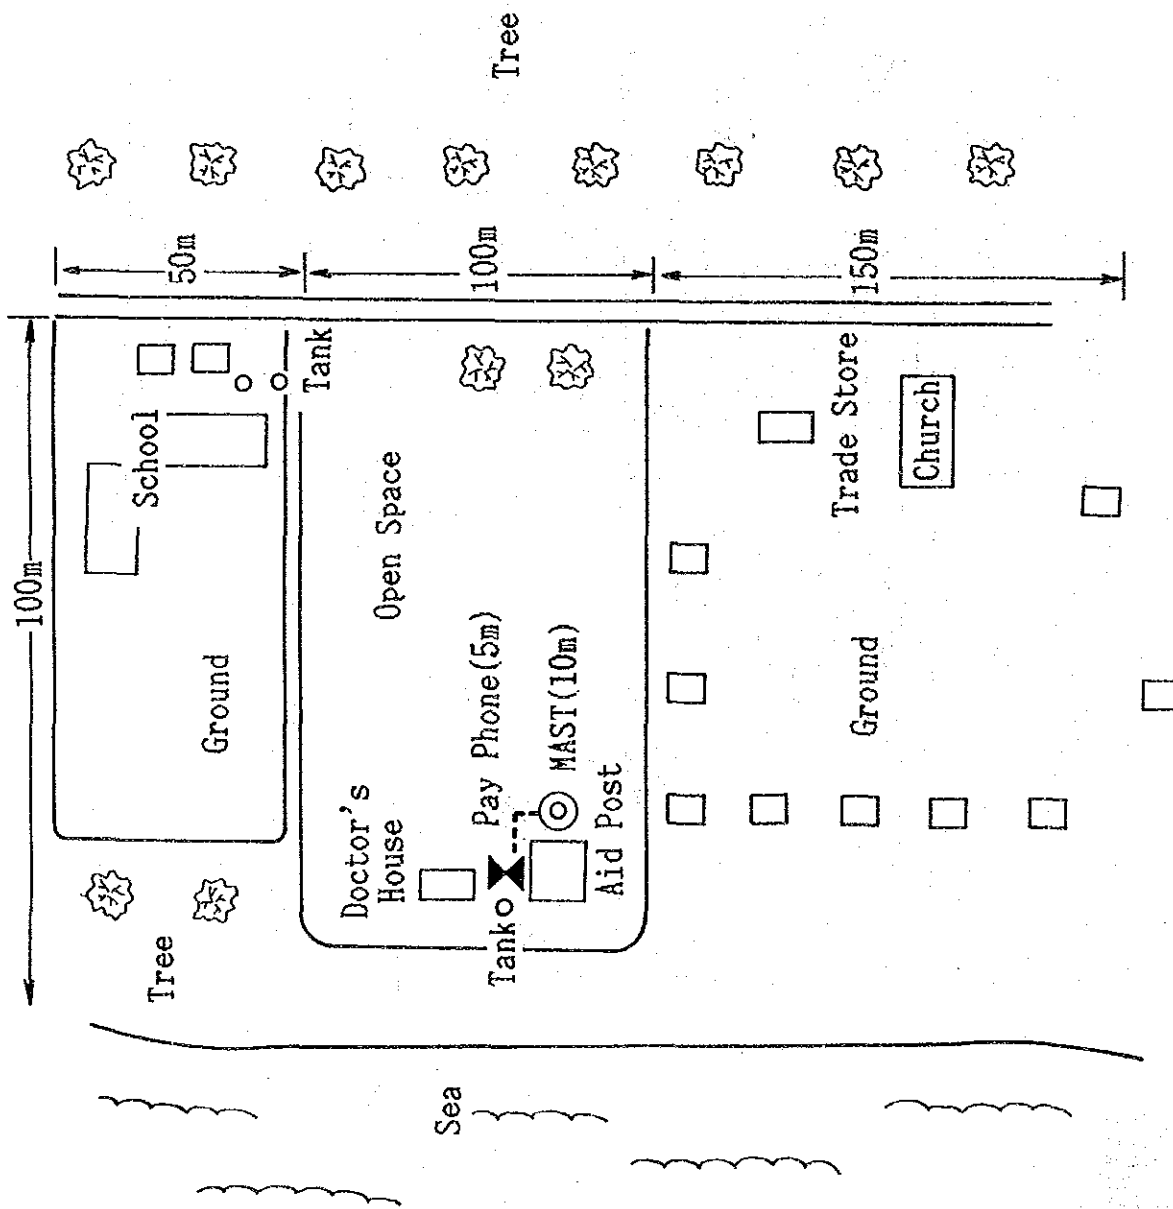 Tree
50m
100m
150m
100m
Tank
School
Ground
Trade Store
Church
Open Space
Ground
Pay Phone(5m)
MAST(10m)
Doctor's
House
Aid Post
Tank
Tree
Sea